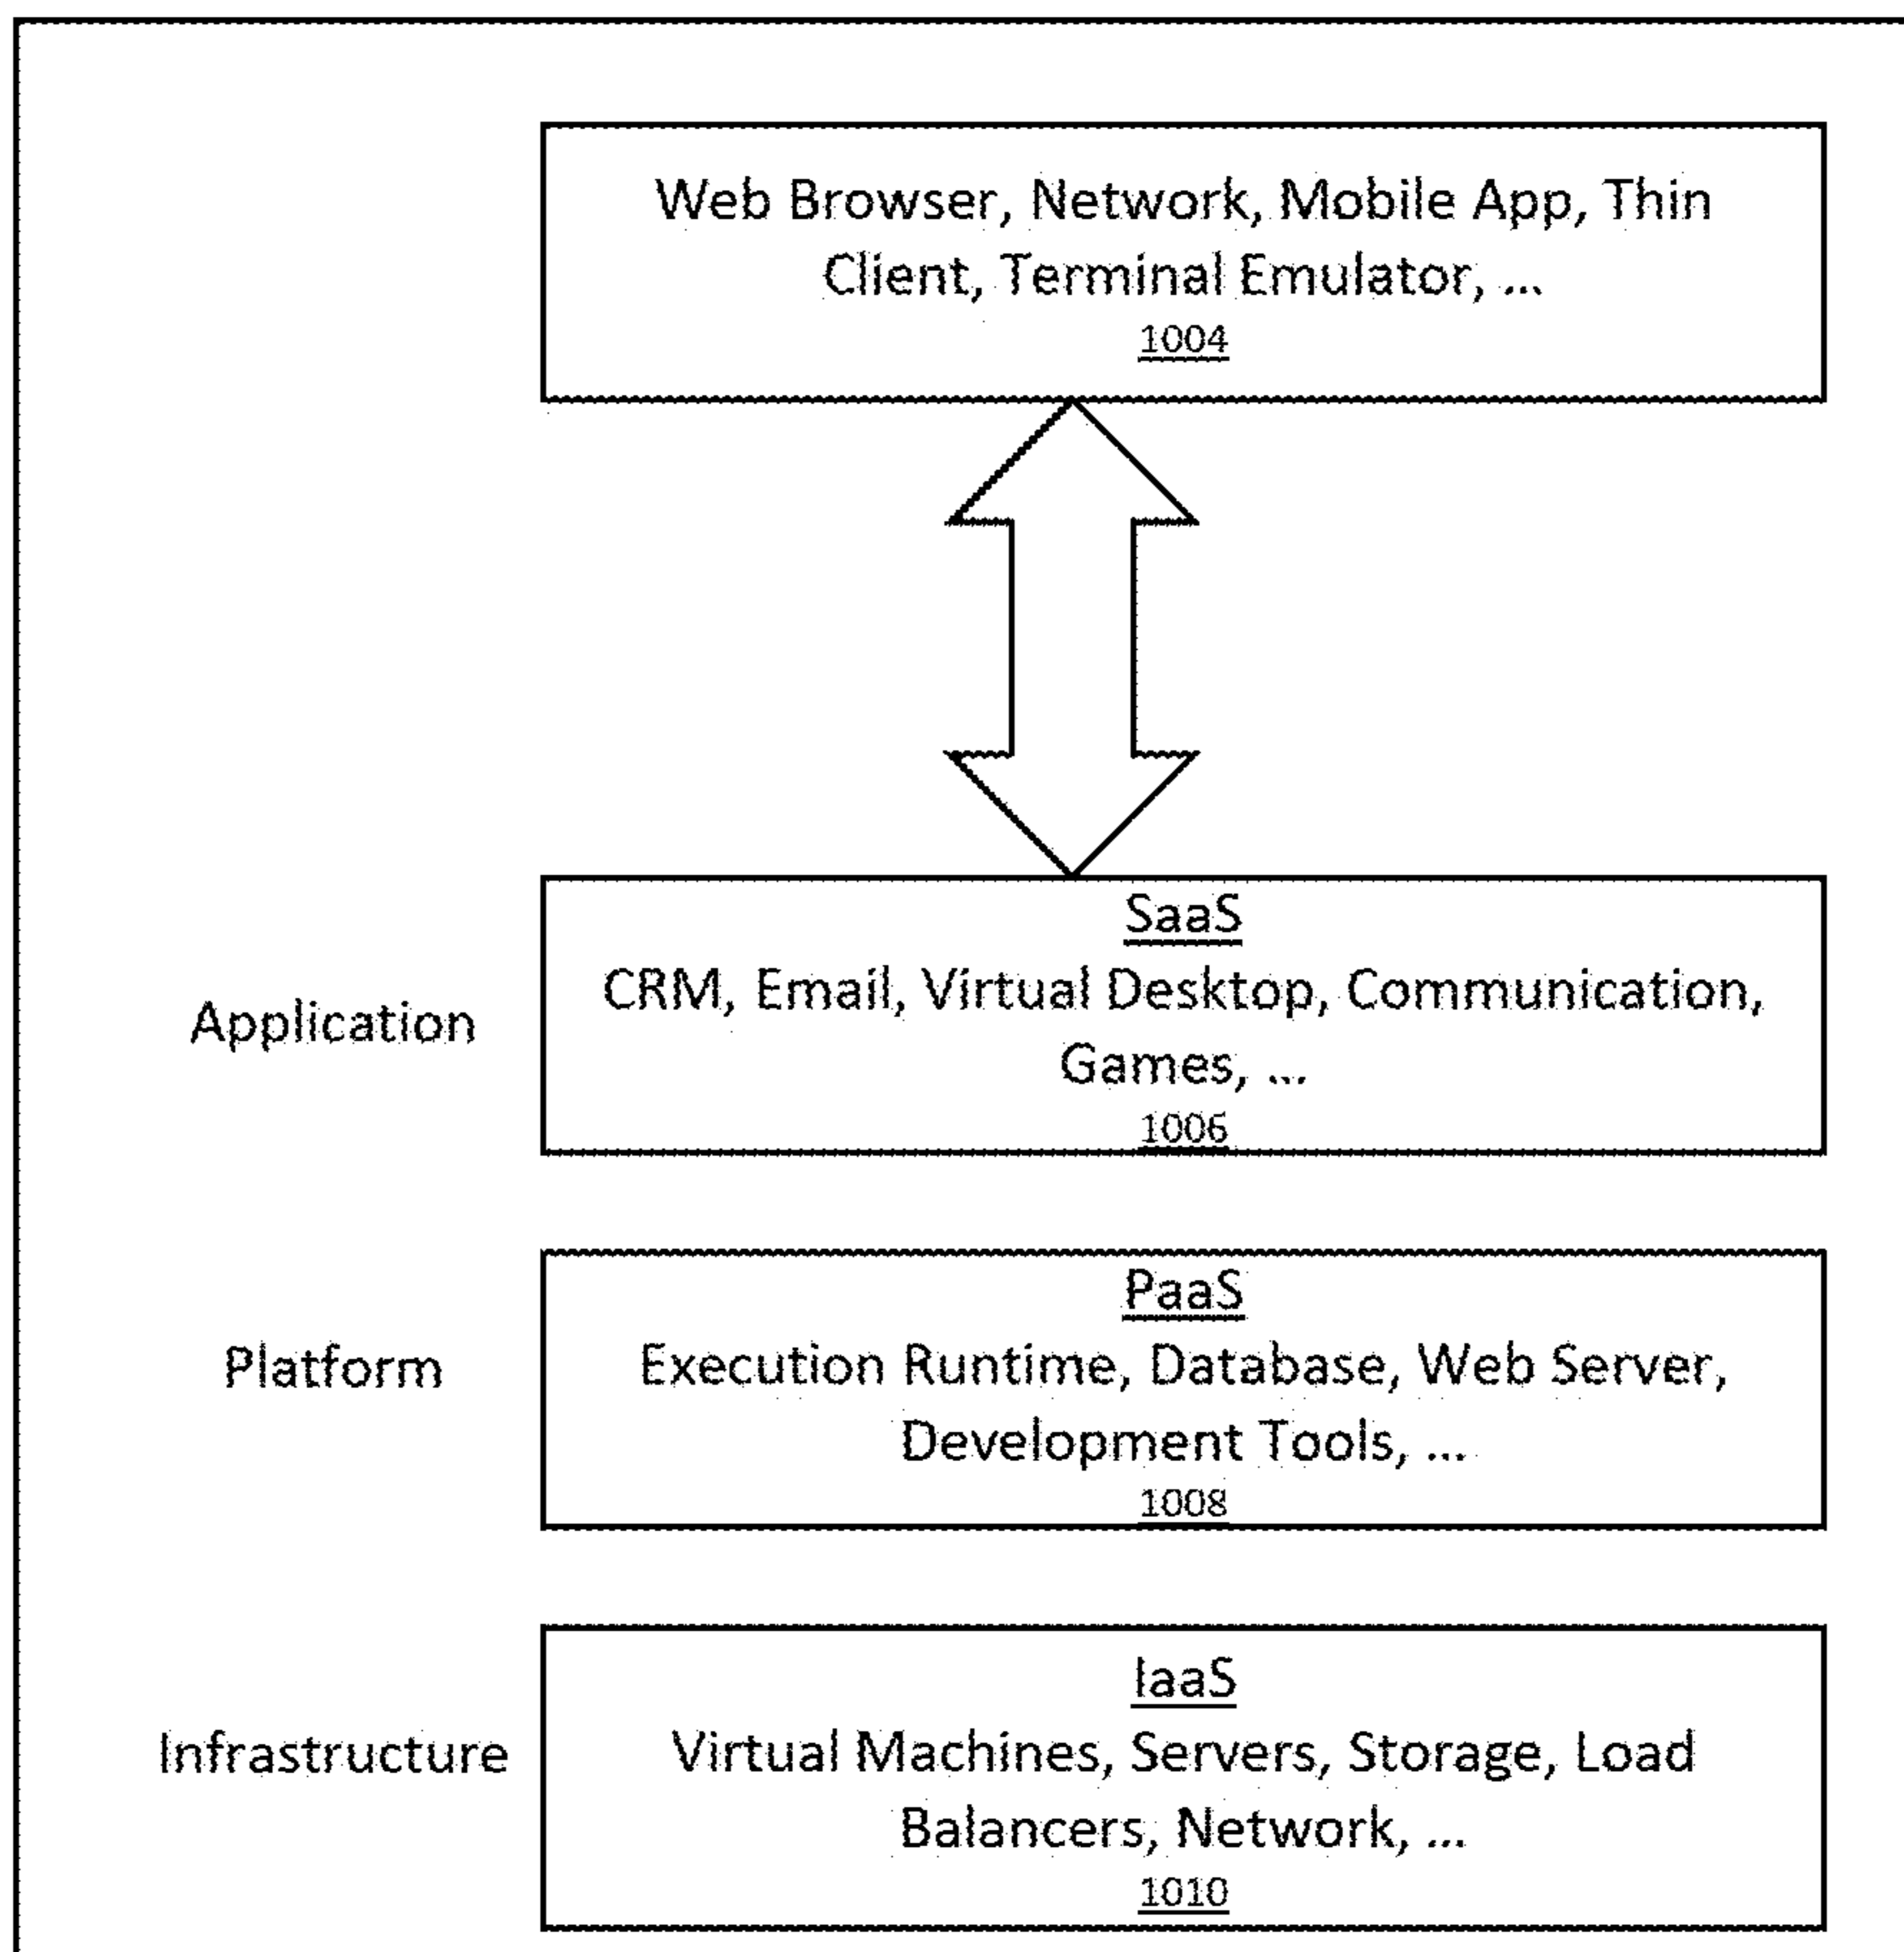 Web Browser, Network, Mobile App, Thin
Client, Terminal Emulator, ...
1004
SaaS
Application
CRM, Email, Virtual Desktop, Communication,
Games, ...
1006
PaaS
Platform
Execution Runtime, Database, Web Server,
Development Tools, ...
1008
IaaS
Infrastructure
Virtual Machines, Servers, Storage, Load
Balancers, Network, ...
1010